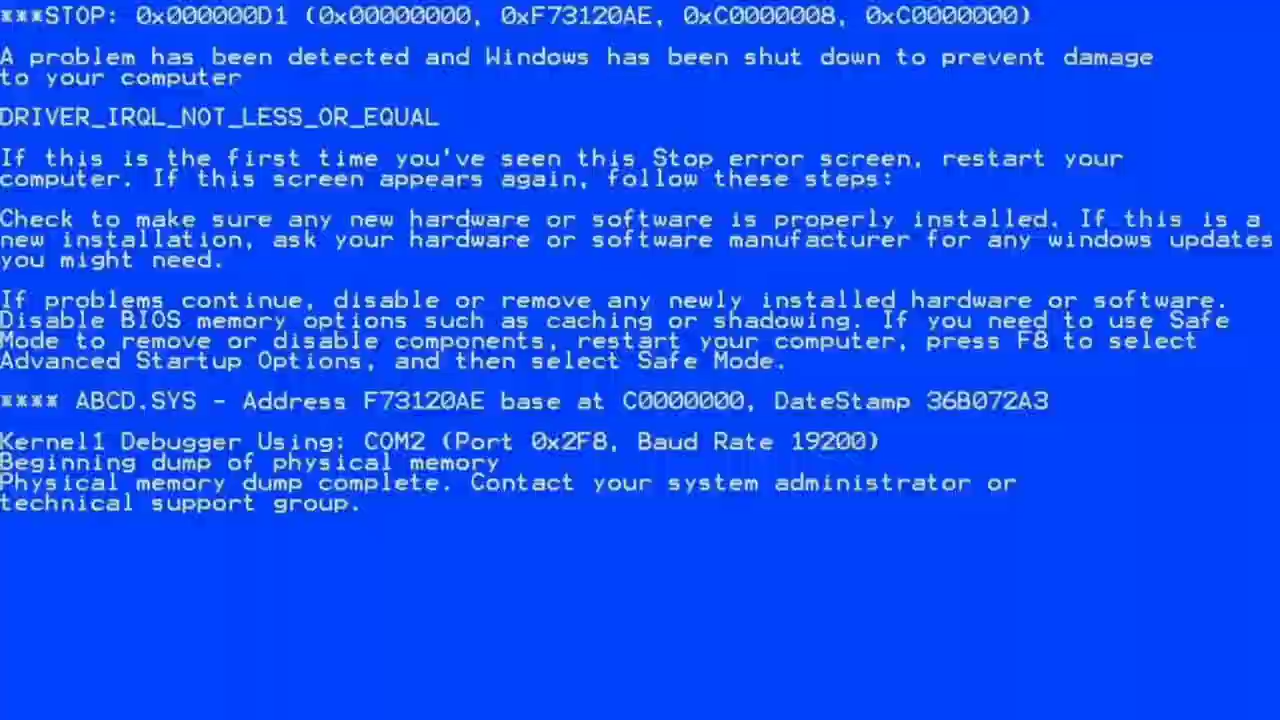 ***STOP: 0x000000D1 (0x00000000, 0xF73120AE, 0xC0000008, 0xC0000000)
A problem has been detected and Windows has been shut down to prevent damage
to your computer
DRIVER_IRQL_NOT_LESS_OR_EQUAL
If this is the first time you've seen this Stop error screen, restart your
computer. If this screen appears again, follow these steps:
Check to make sure any new hardware or software is properly installed. If this is a
new installation, ask your hardware or software manufacturer for any windows updates
you might need.
If problems continue, disable or remove any newly installed hardware or software.
Disable BIOS memory options such as caching or shadowing. If you need to use Safe
Mode to remove or disable components, restart your computer, press F8 to select
Advanced Startup Options, and then select Safe Mode.
**** ABCD.SYS - Address F73120AE base at C0000000, DateStamp 36B072A3
Kernel1 Debugger Using: COM2 (Port 0x2F8, Baud Rate 19200)
Beginning dump of physical memory
Physical memory dump complete. Contact your system administrator or
technical support group.